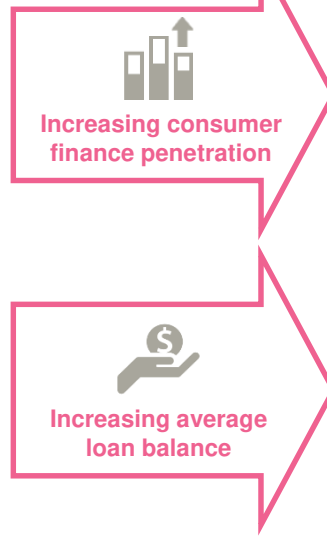 Increasing consumer
finance penetration
$
Increasing average
loan balance